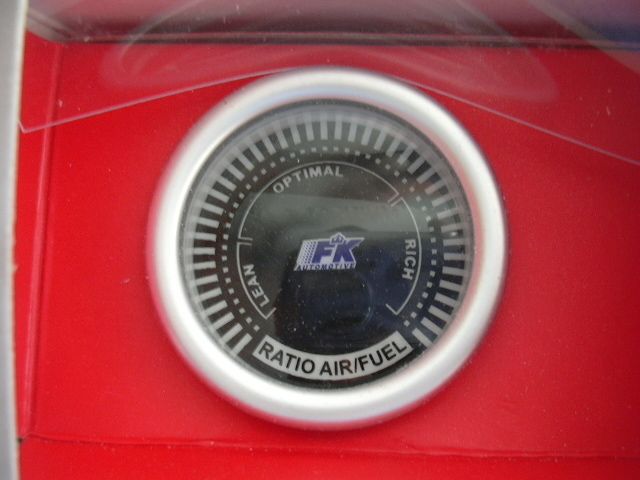 OPTIMAL
LEAN
RICH
FK
AUTOMOTIVE
RATIO AIR/FUEL